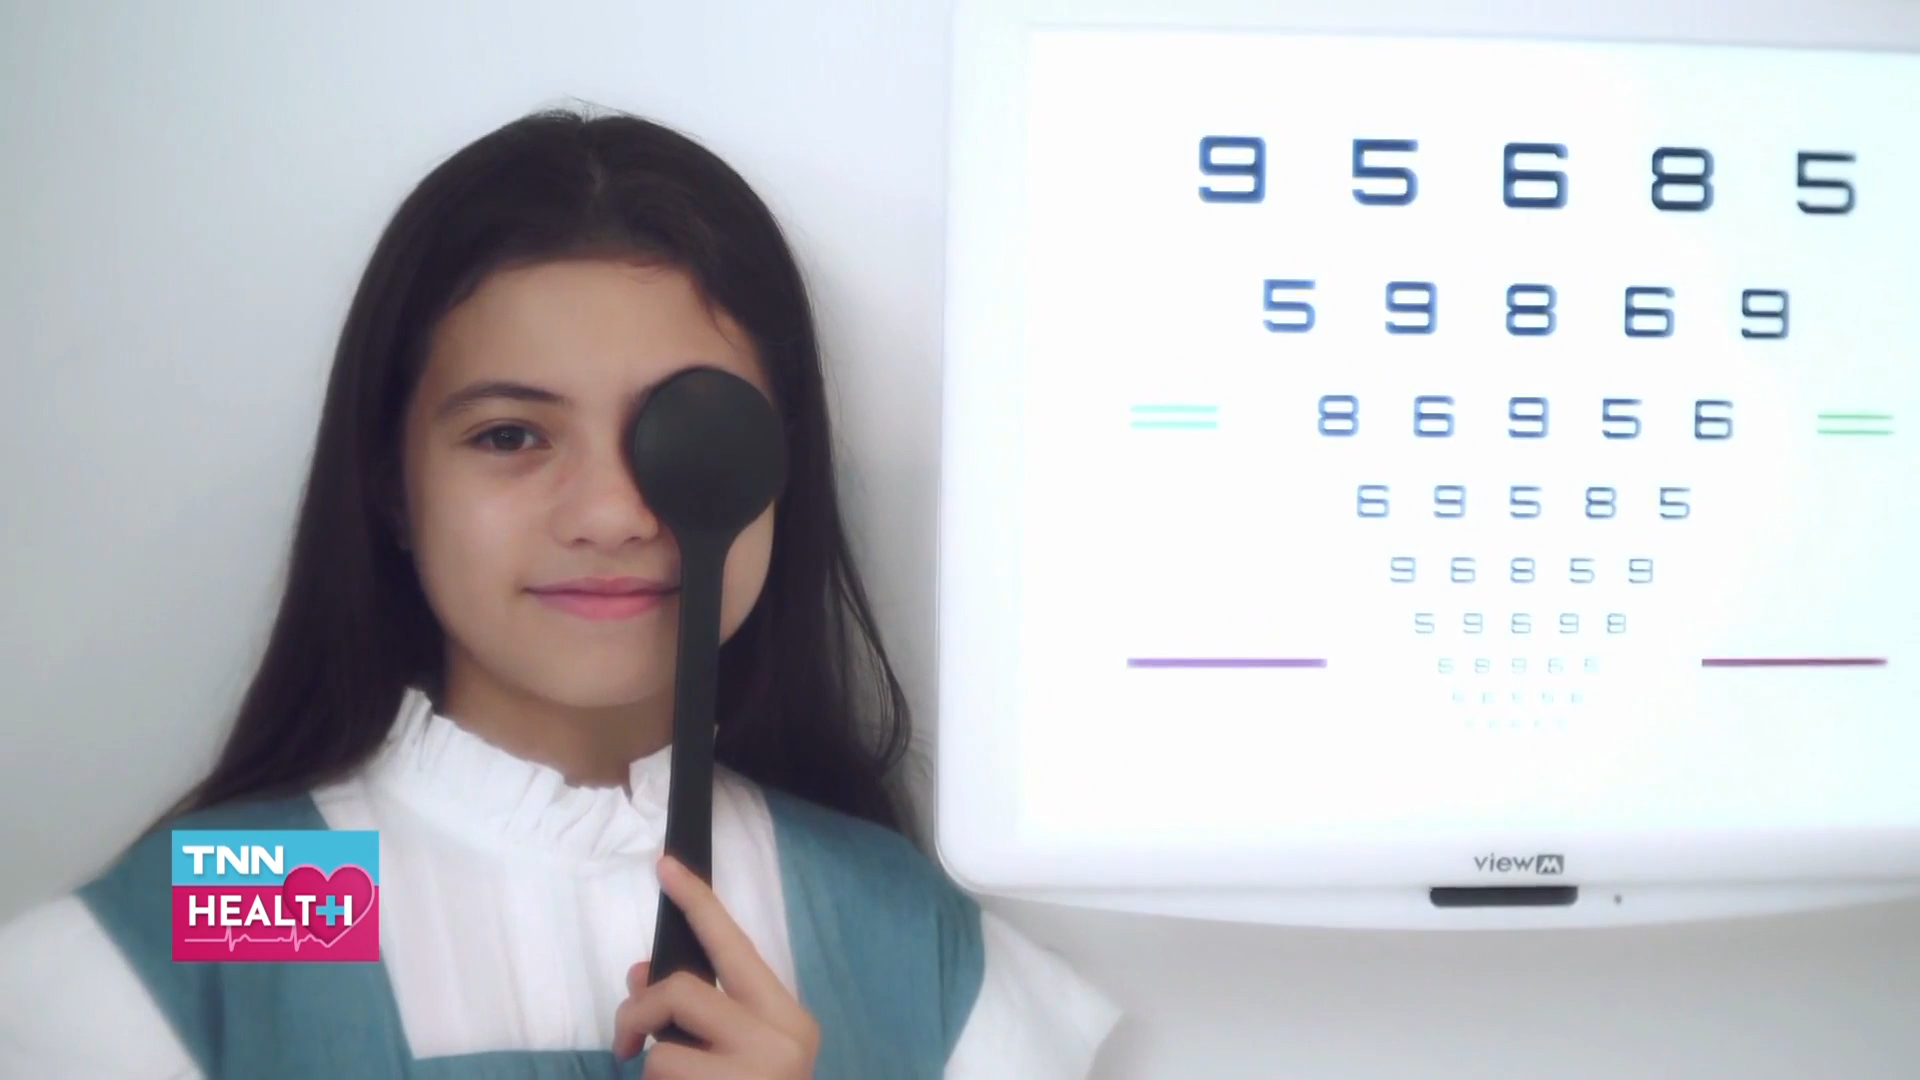 9 5 6 8 5
5 9 8 6 9
8 6 9 5 6
6 9 5 8 5
9 6 8 5 9
5 9 6 9 8
viewM
TNN
HEALTH